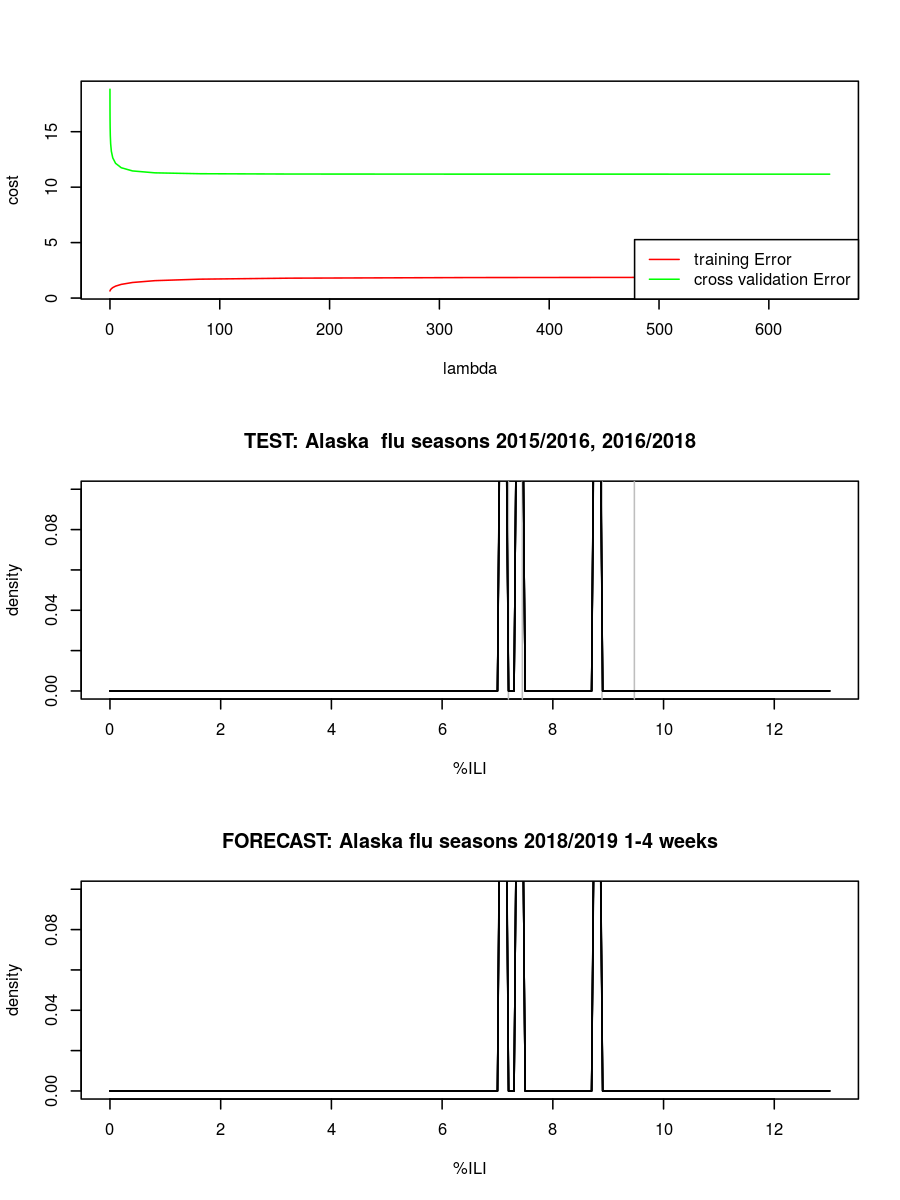 cost
15
10
5
0
training Error
cross validation Error
0 100 200 300 400 500 600
lambda
TEST: Alaska  flu seasons 2015/2016, 2016/2018
density
0.08
0.04
0.00
0 2 4 6 8 10 12
%ILI
FORECAST: Alaska flu seasons 2018/2019 1-4 weeks
density
0.08
0.04
0.00
0 2 4 6 8 10 12
%ILI